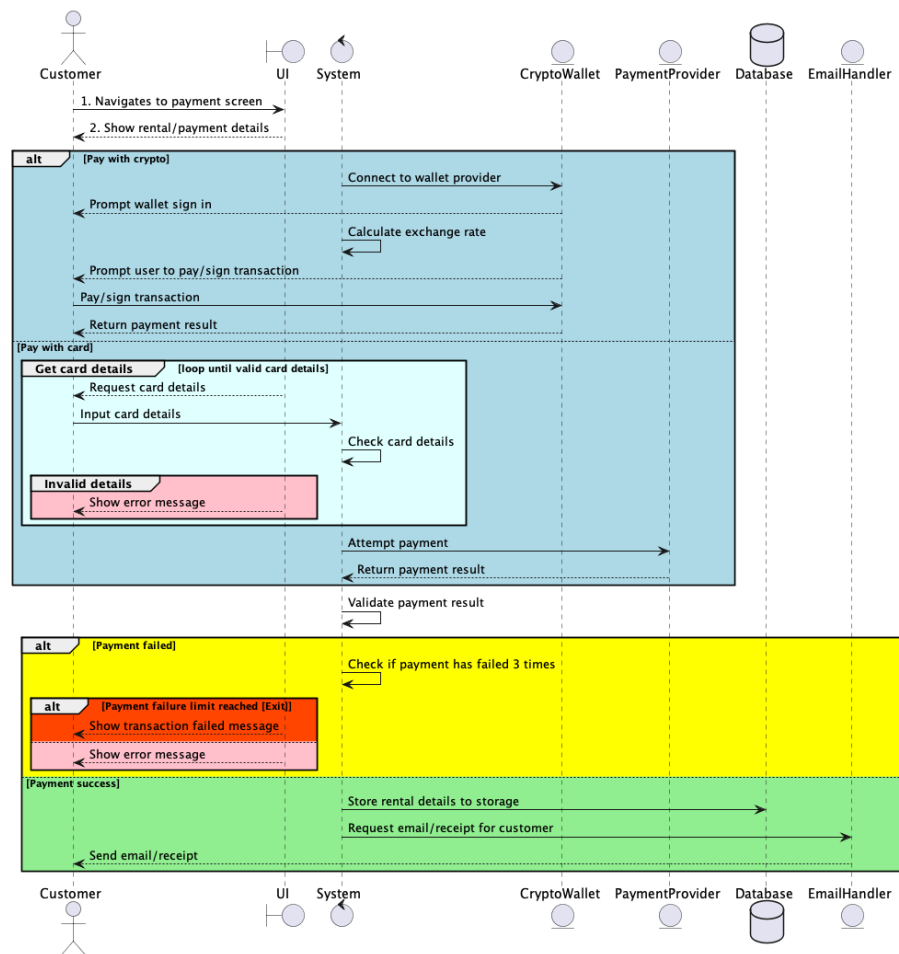 Customer UI System CryptoWallet PaymentProvider Database EmailHandler
1. Navigates to payment screen
2. Show rental/payment details
alt [Pay with crypto]
Connect to wallet provider
Prompt wallet sign in
Calculate exchange rate
Prompt user to pay/sign transaction
Pay/sign transaction
Return payment result
[Pay with card]
Get card details [loop until valid card details]
Request card details
Input card details
Check card details
Invalid details
Show error message
Attempt payment
Return payment result
Validate payment result
alt [Payment failed]
Check if payment has failed 3 times
alt [Payment failure limit reached [Exit]]
Show transaction failed message
Show error message
[Payment success]
Store rental details to storage
Request email/receipt for customer
Send email/receipt
Customer UI System CryptoWallet PaymentProvider Database EmailHandler